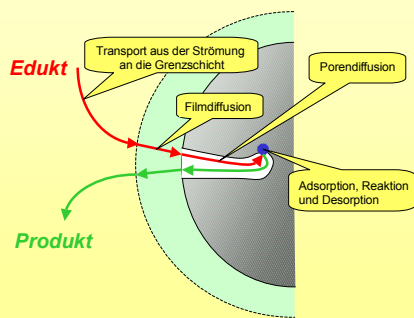 Transport aus der Strömung
an die Grenzschicht
Porendiffusion
Edukt
Filmdiffusion
Adsorption, Reaktion
und Desorption
Produkt